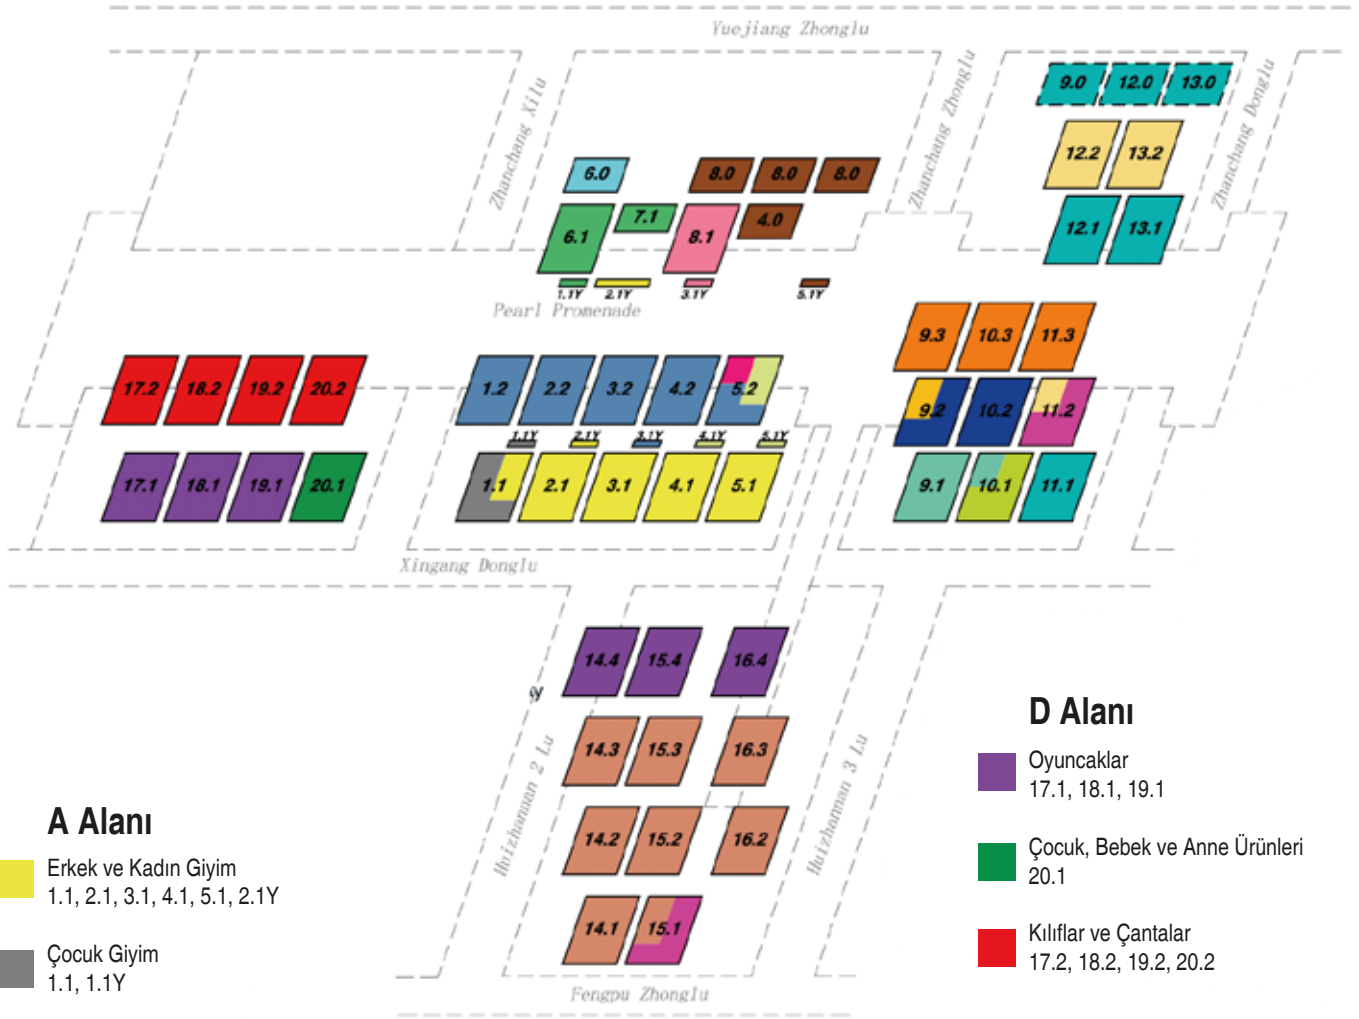 Yuejiang Zhonglu
Zhanchang Xilu
Zhanchang Zhonglu
Zhanchang Donglu
9.0 12.0 13.0
12.2 13.2
6.0 8.0 8.0 8.0
6.1 7.1 8.1 4.0
12.1 13.1
1.1Y 2.1Y 3.1Y 5.1Y
Pearl Promenade
9.3 10.3 11.3
17.2 18.2 19.2 20.2 1.2 2.2 3.2 4.2 5.2
9.2 10.2 11.2
1.1Y 2.1Y 3.1Y 4.1Y 5.1Y
17.1 18.1 19.1 20.1 1.1 2.1 3.1 4.1 5.1 9.1 10.1 11.1
Xingang Donglu
14.4 15.4 16.4
14.3 15.3 16.3
Huizhannan 2 Lu
Huizhannan 3 Lu
14.2 15.2 16.2
14.1 15.1
Fengpu Zhonglu
A Alanı
Erkek ve Kadın Giyim
1.1, 2.1, 3.1, 4.1, 5.1, 2.1Y
Çocuk Giyim
1.1, 1.1Y
D Alanı
Oyuncaklar
17.1, 18.1, 19.1
Çocuk, Bebek ve Anne Ürünleri
20.1
Kılıflar ve Çantalar
17.2, 18.2, 19.2, 20.2